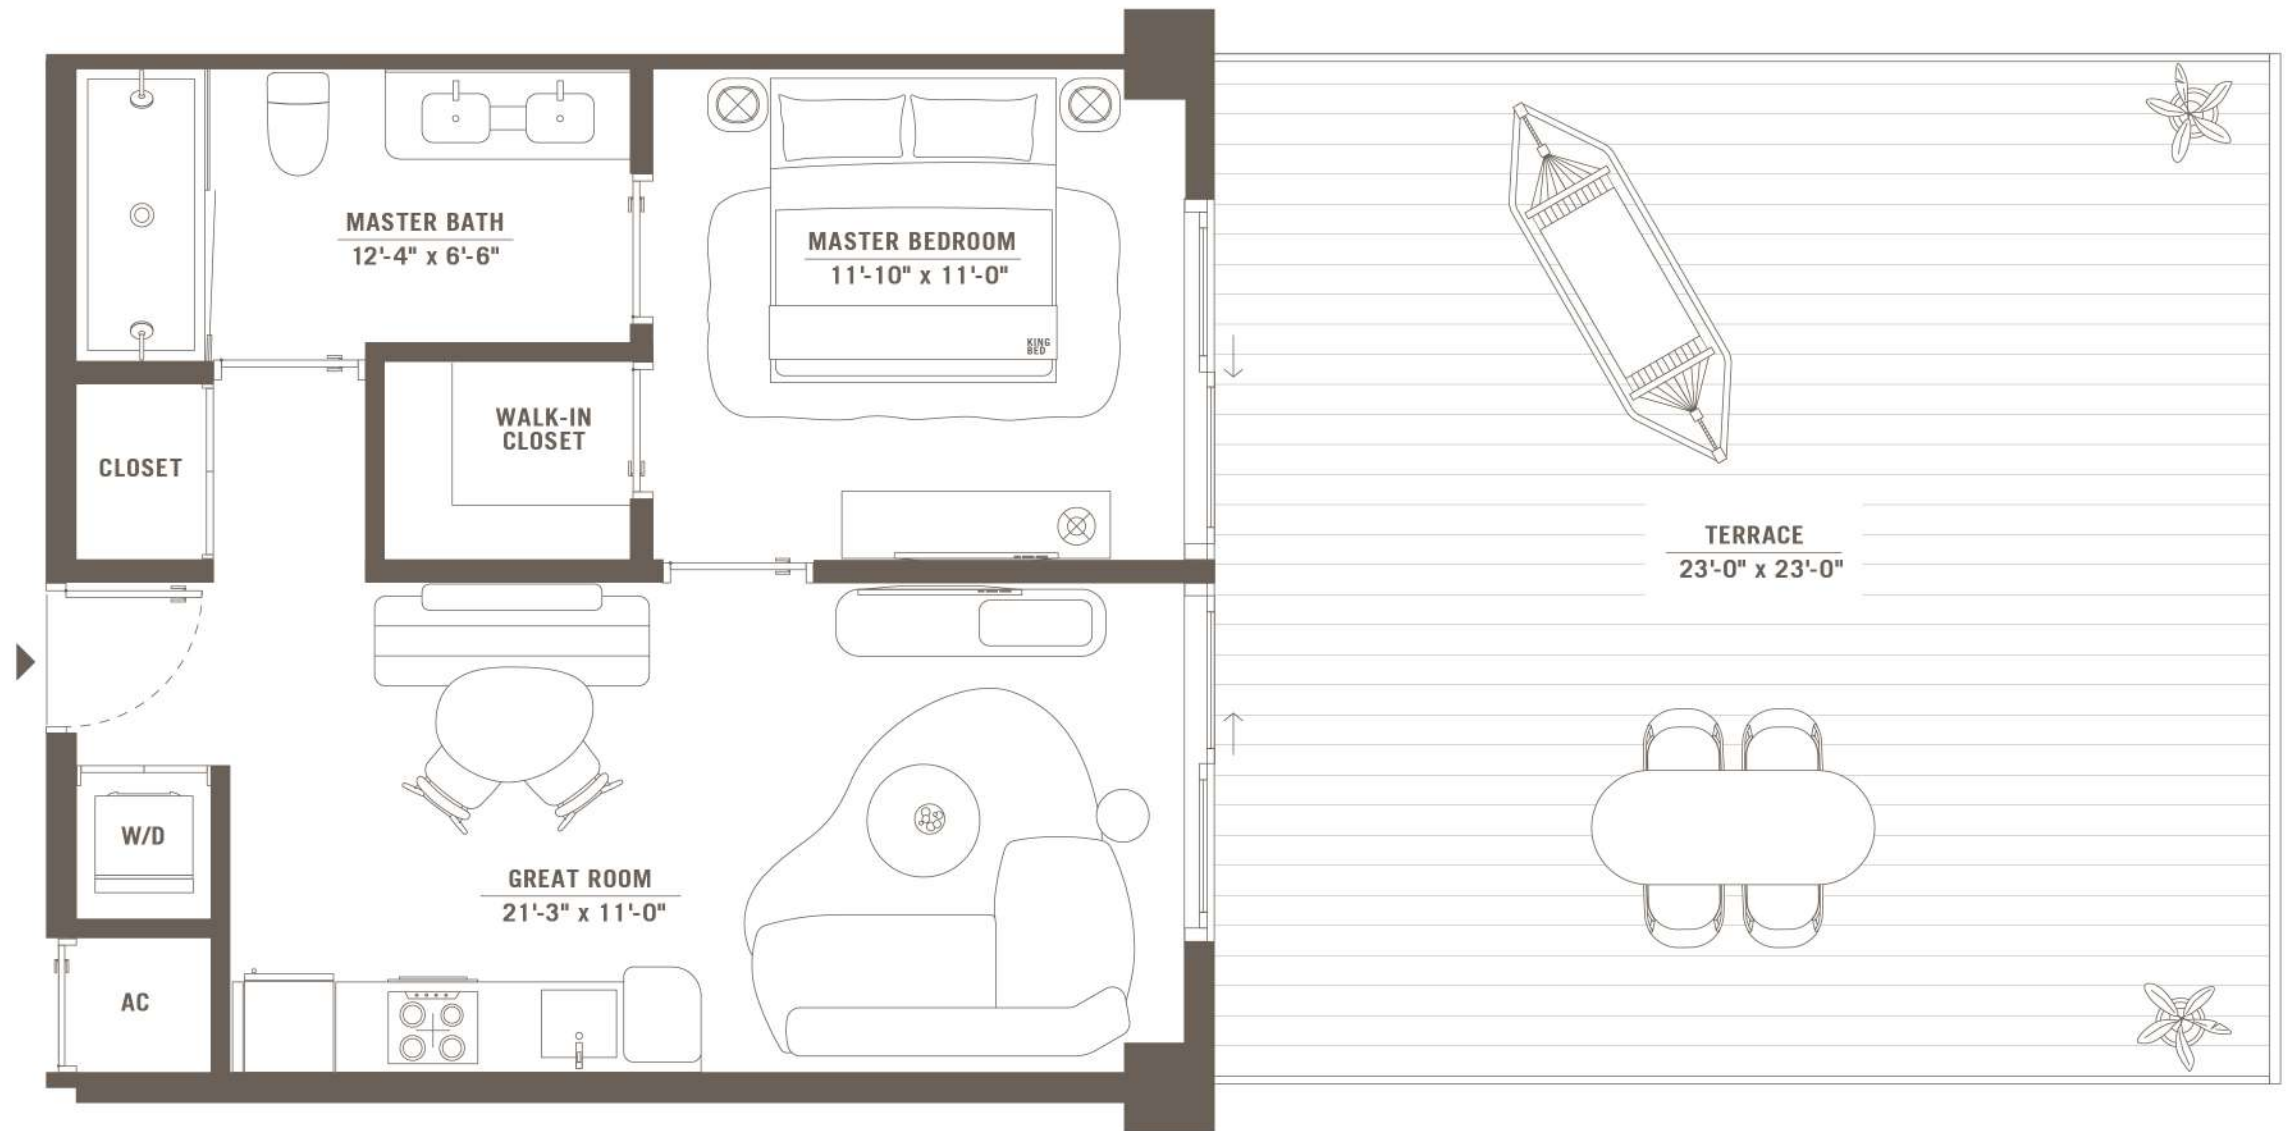 MASTER BATH
12'-4" x 6'-6"
MASTER BEDROOM
11'-10" x 11'-0"
KING
BED
WALK-IN
CLOSET
CLOSET
TERRACE
23'-0" x 23'-0"
W/D
GREAT ROOM
21'-3" x 11'-0"
AC